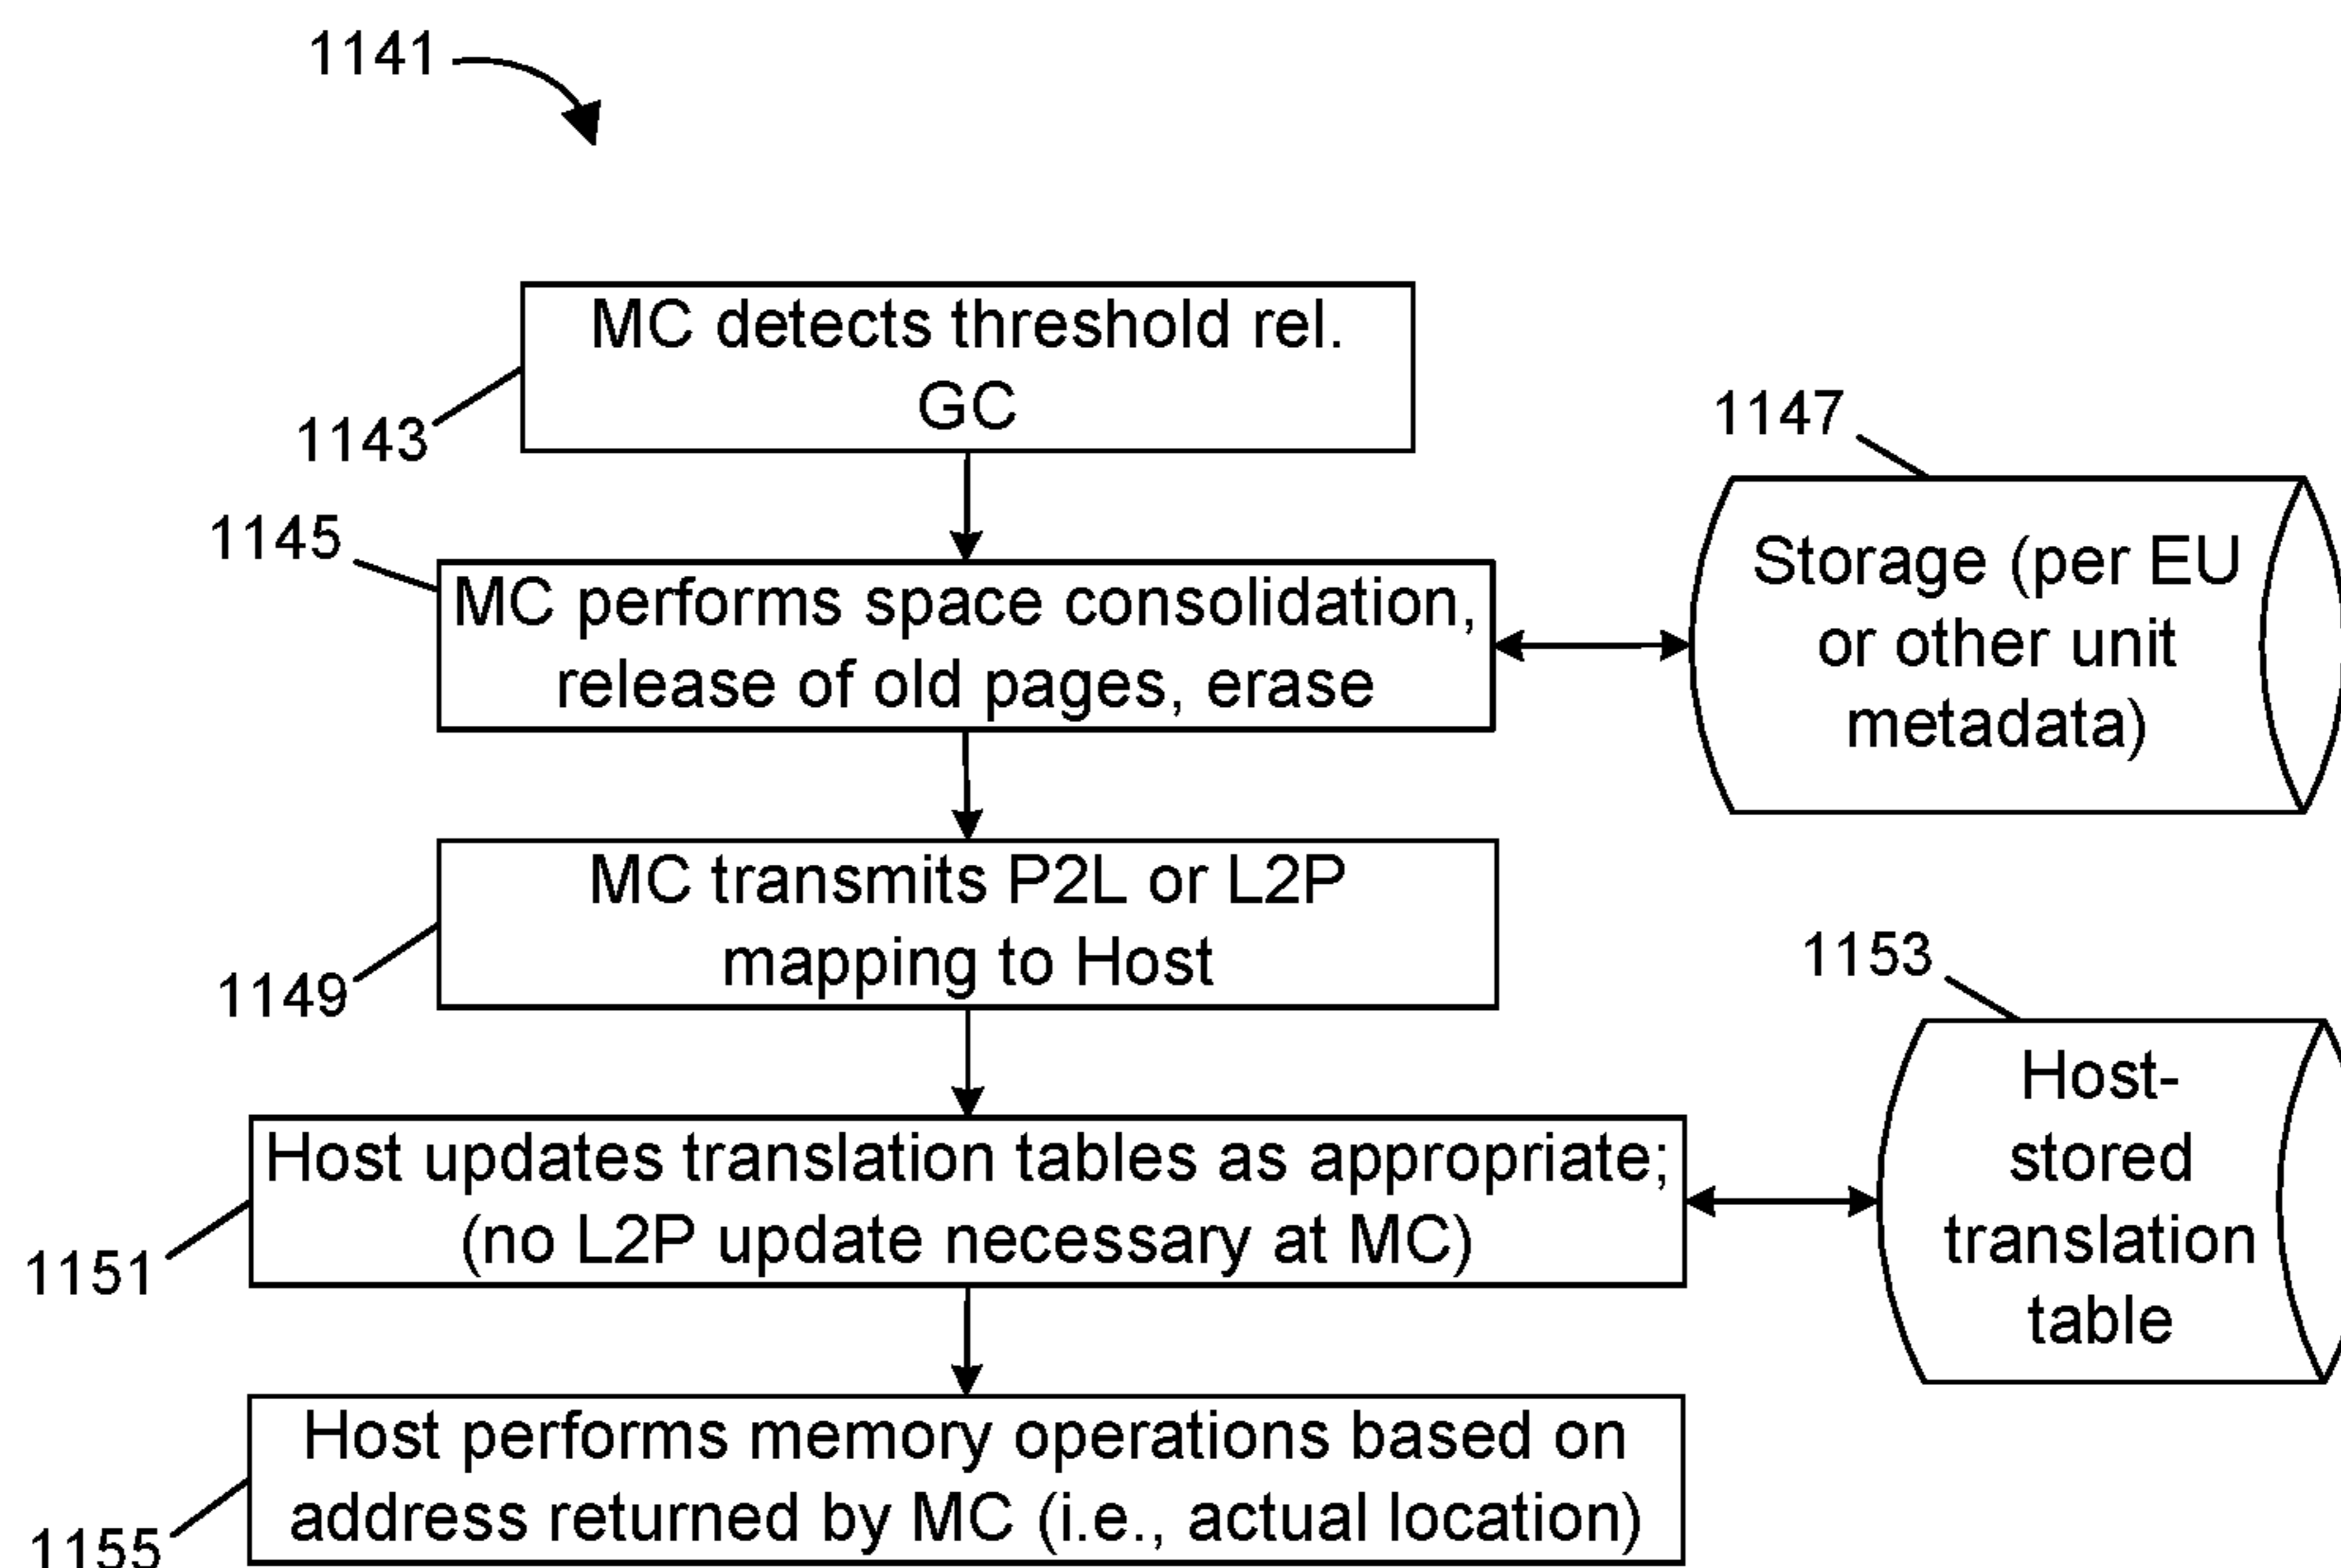 1141
MC detects threshold rel.
GC
1143
1147
1145
MC performs space consolidation,
release of old pages, erase
Storage (per EU
or other unit
metadata)
MC transmits P2L or L2P
mapping to Host
1149
1153
Host updates translation tables as appropriate;
(no L2P update necessary at MC)
1151
Host-
stored
translation
table
Host performs memory operations based on
address returned by MC (i.e., actual location)
1155